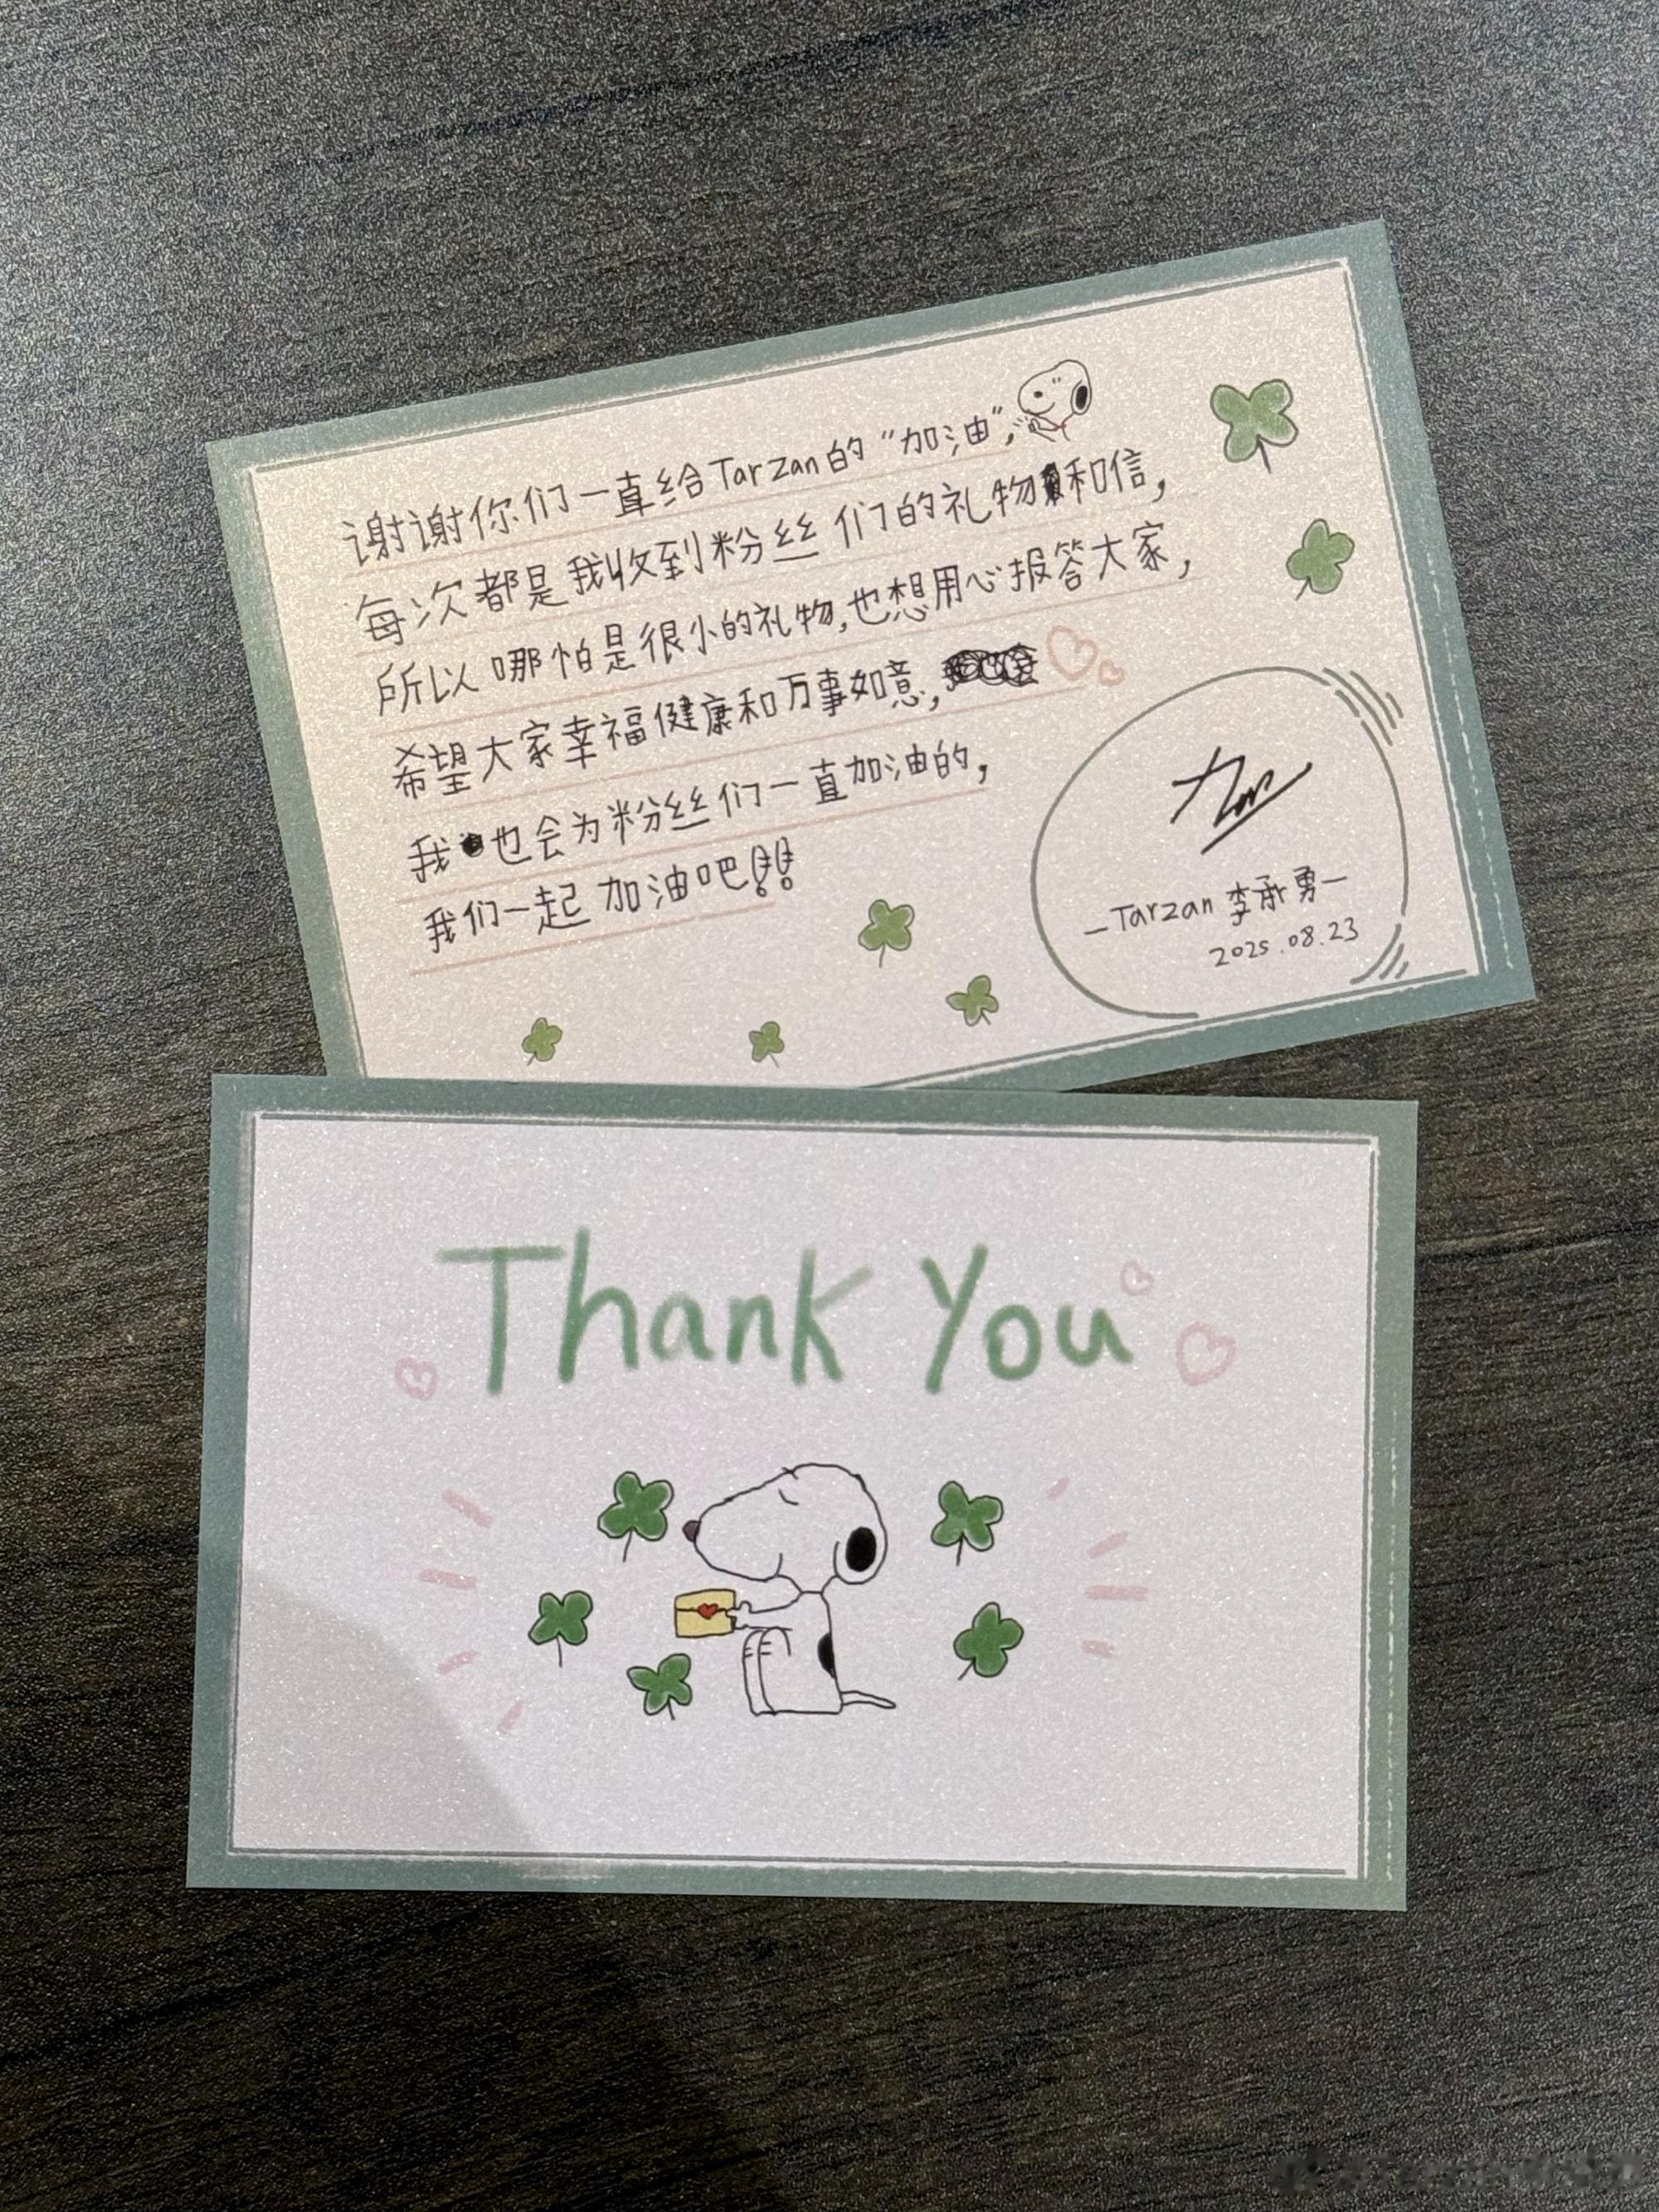 谢谢你们一直给Tarzan的“加油”,
每次都是我收到粉丝们的礼物和信,
所以哪怕是很小的礼物,也想用心报答大家,
希望大家幸福健康和万事如意,
我也会为粉丝们一直加油的,
我们一起加油吧!!
—Tarzan 李承勇—
2025.08.23
Thank You